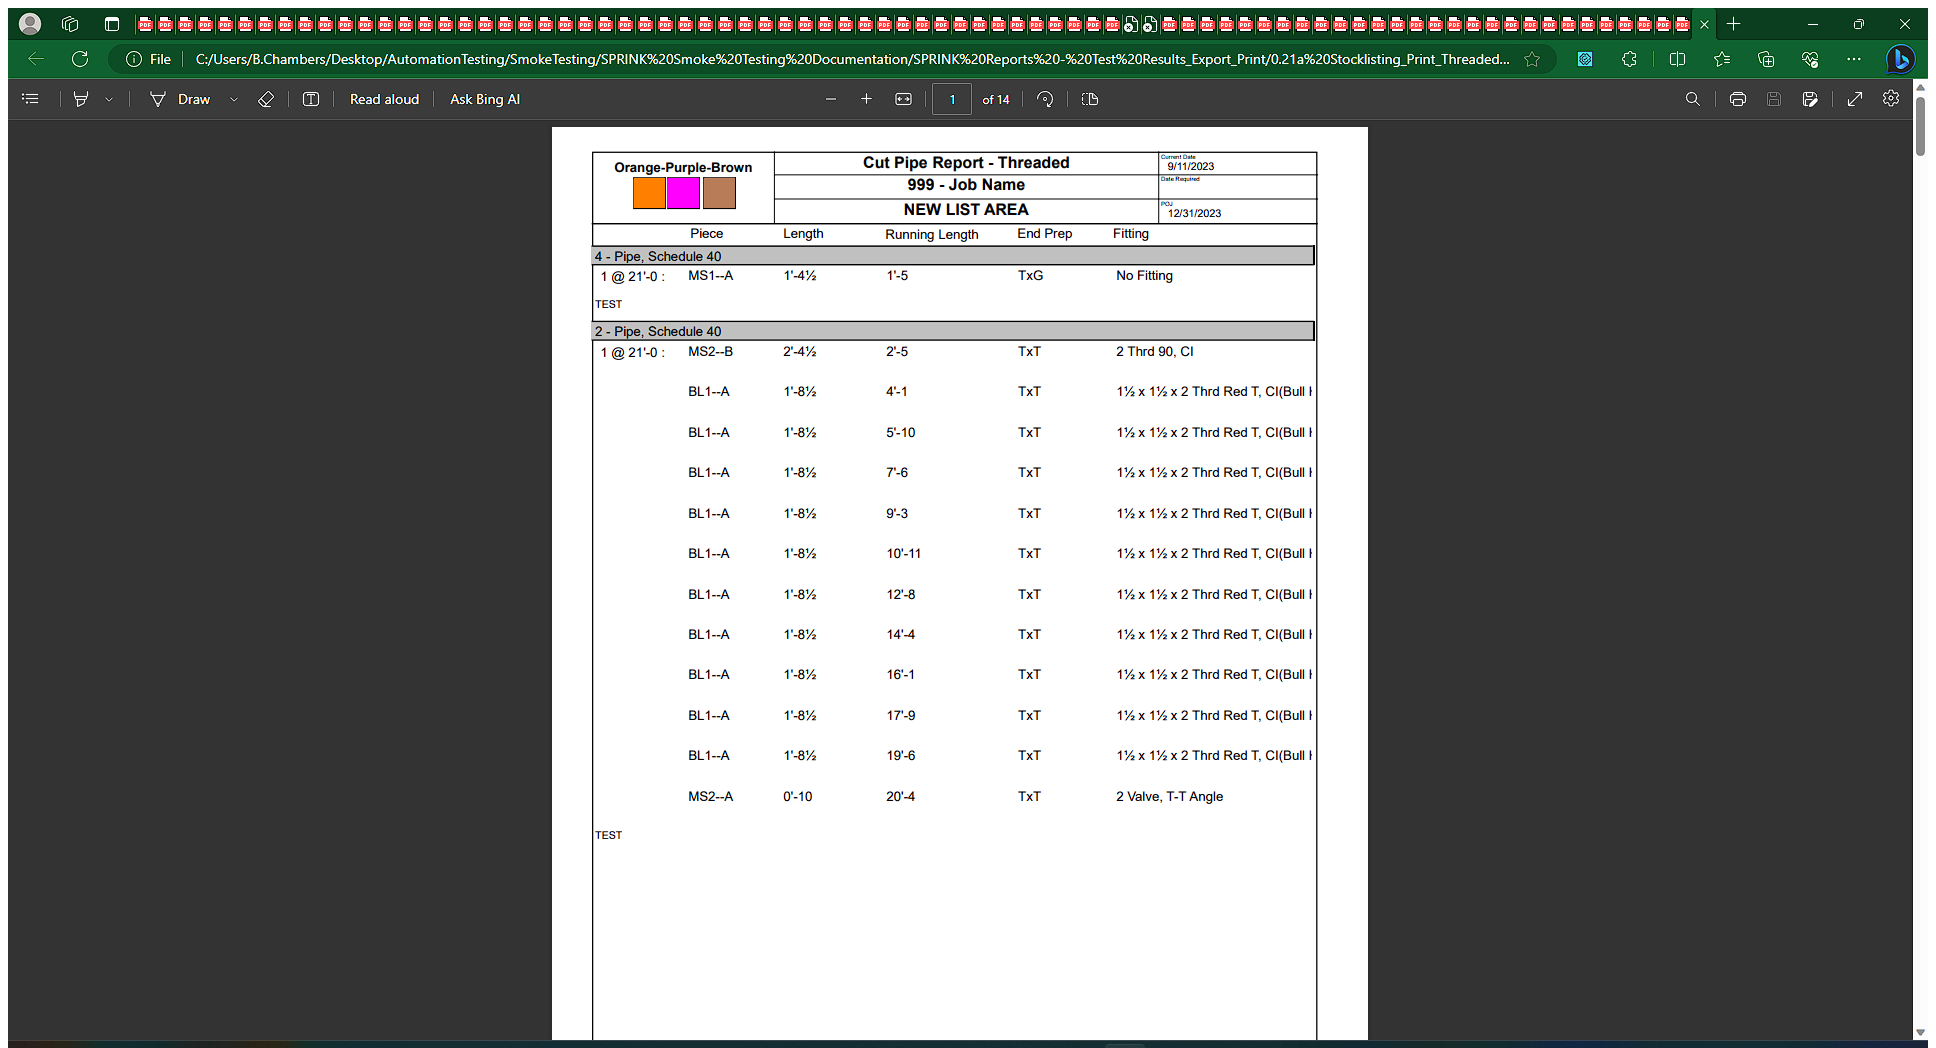 File
C:/Users/B.Chambers/Desktop/AutomationTesting/SmokeTesting/SPRINK%20Smoke%20Testing%20Documentation/SPRINK%20Reports%20-%20Test%20Results_Export_Print/0.21a%20Stocklisting_Print_Threaded...
Draw
Read aloud
Ask Bing AI
1 of 14
Orange-Purple-Brown
Cut Pipe Report - Threaded
Current Date
9/11/2023
999 - Job Name
Date Required
NEW LIST AREA
POJ
12/31/2023
Piece Length Running Length End Prep Fitting
4 - Pipe, Schedule 40
1 @ 21'-0 : MS1--A 1'-4½ 1'-5 TxG No Fitting
TEST
2 - Pipe, Schedule 40
1 @ 21'-0 : MS2--B 2'-4½ 2'-5 TxT 2 Thrd 90, CI
BL1--A 1'-8½ 4'-1 TxT 1½ x 1½ x 2 Thrd Red T, CI(Bull
BL1--A 1'-8½ 5'-10 TxT 1½ x 1½ x 2 Thrd Red T, CI(Bull
BL1--A 1'-8½ 7'-6 TxT 1½ x 1½ x 2 Thrd Red T, CI(Bull
BL1--A 1'-8½ 9'-3 TxT 1½ x 1½ x 2 Thrd Red T, CI(Bull
BL1--A 1'-8½ 10'-11 TxT 1½ x 1½ x 2 Thrd Red T, CI(Bull
BL1--A 1'-8½ 12'-8 TxT 1½ x 1½ x 2 Thrd Red T, CI(Bull
BL1--A 1'-8½ 14'-4 TxT 1½ x 1½ x 2 Thrd Red T, CI(Bull
BL1--A 1'-8½ 16'-1 TxT 1½ x 1½ x 2 Thrd Red T, CI(Bull
BL1--A 1'-8½ 17'-9 TxT 1½ x 1½ x 2 Thrd Red T, CI(Bull
BL1--A 1'-8½ 19'-6 TxT 1½ x 1½ x 2 Thrd Red T, CI(Bull
MS2--A 0'-10 20'-4 TxT 2 Valve, T-T Angle
TEST